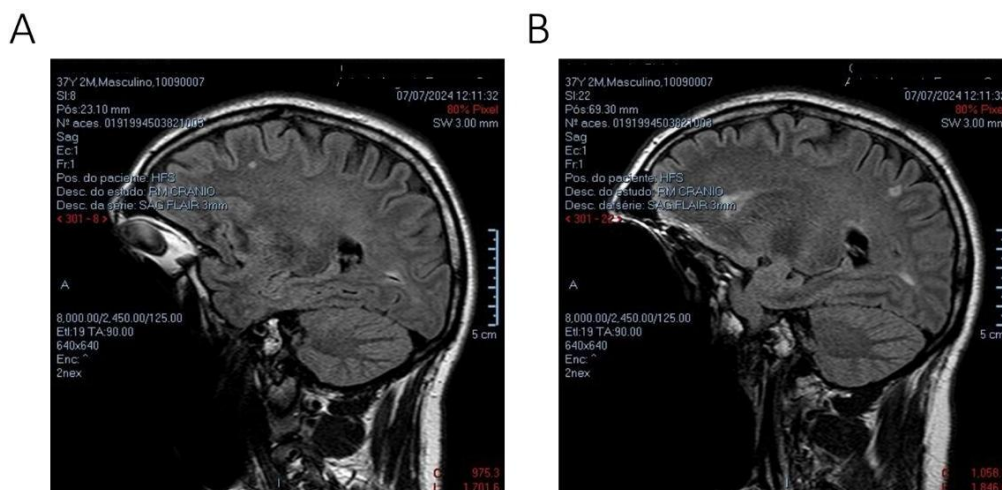 A
37Y 2M,Masculino,10090007
Sl:8
Pós:23.10 mm
Nº aces. 0191994503821003
Sag
Ec:1
Fr:1
Pos. do paciente: HFS
Desc. do estudo: RM CRANIO
Desc. da série: SAG FLAIR 3mm
< 301 - 8 >
07/07/2024 12:11:32
80% Pixel
SW 3.00 mm
A
8,000.00/2,450.00/125.00
Etl:19 TA:90.00
640x640
Enc: ^
2nex
5 cm
975.3
1,701.6
B
37Y 2M,Masculino,10090007
Sl:22
Pós:69.30 mm
Nº aces. 0191994503821003
Sag
Ec:1
Fr:1
Pos. do paciente: HFS
Desc. do estudo: RM CRANIO
Desc. da série: SAG FLAIR 3mm
< 301 - 22 >
07/07/2024 12:11:32
80% Pixel
SW 3.00 mm
A
8,000.00/2,450.00/125.00
Etl:19 TA:90.00
640x640
Enc: ^
2nex
5 cm
1,058
1,846